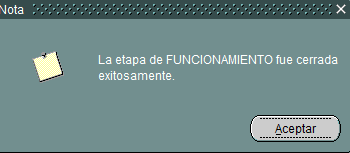 Nota
La etapa de FUNCIONAMIENTO fue cerrada
exitosamente.
Aceptar